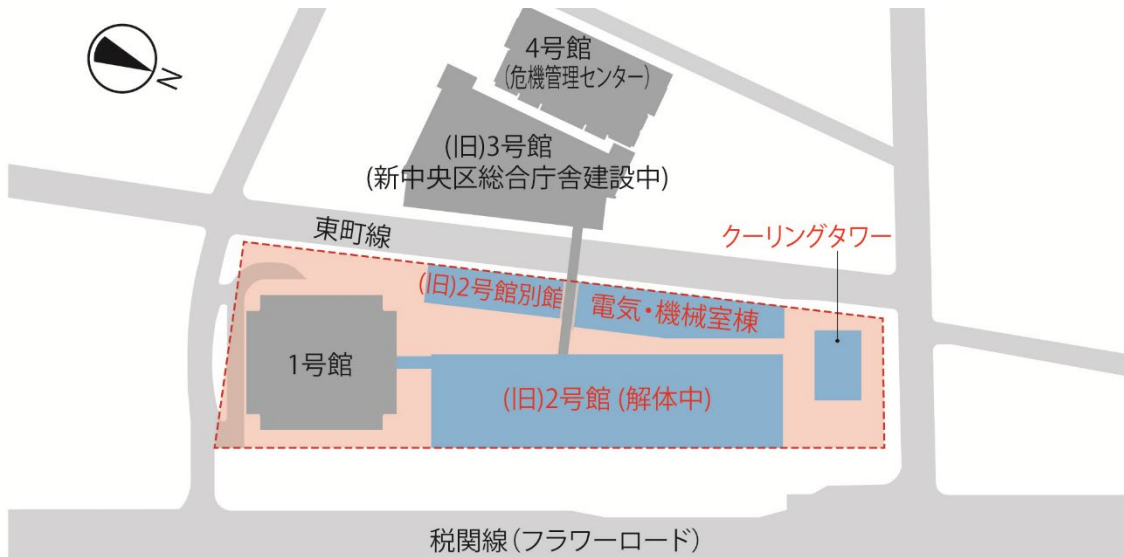 N
4号館
(危機管理センター)
(旧)3号館
(新中央区総合庁舎建設中)
東町線
クーリングタワー
(旧)2号館別館
電気・機械室棟
1号館
(旧)2号館 (解体中)
税関線(フラワーロード)